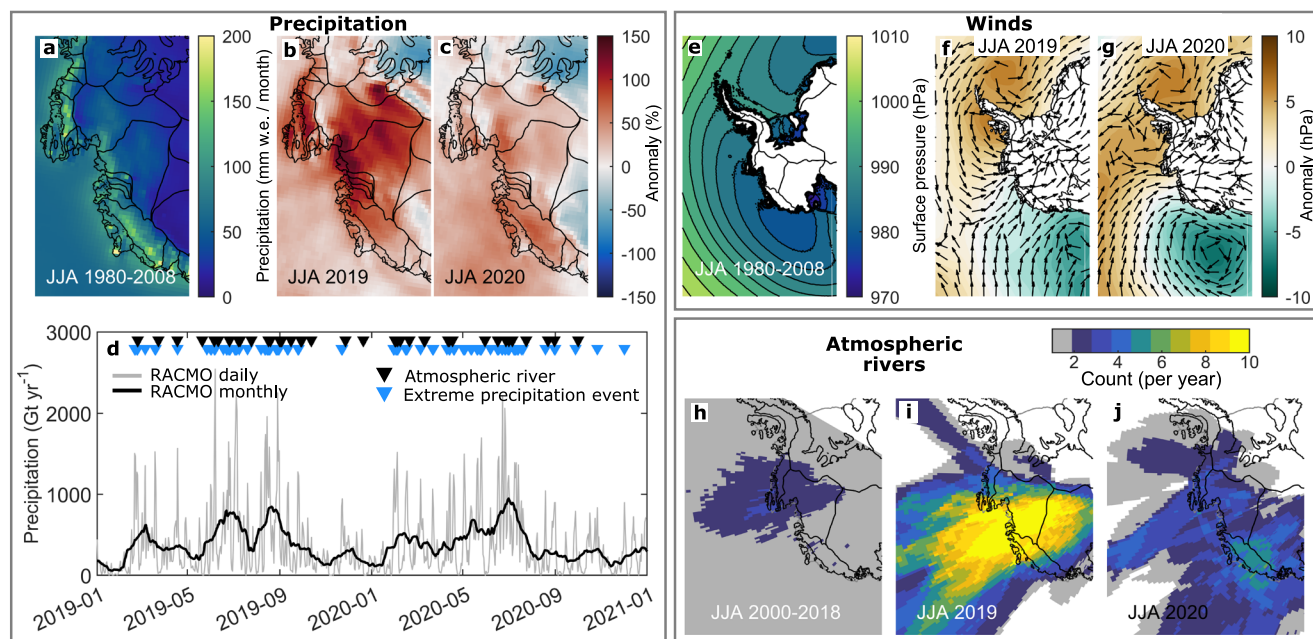 Precipitation
a
200
150
100
50
0
Precipitation (mm w.e. / month)
JJA 1980-2008
b
JJA 2019
c
JJA 2020
150
100
50
0
-50
-100
-150
Anomaly (%)
d
3000
2000
1000
0
Precipitation (Gt yr-1)
RACMO daily
RACMO monthly
Atmospheric river
Extreme precipitation event
2019-01
2019-05
2019-09
2020-01
2020-05
2020-09
2021-01
Winds
e
JJA 1980-2008
1010
1000
990
980
970
Surface pressure (hPa)
f
JJA 2019
g
JJA 2020
10
5
0
-5
-10
Anomaly (hPa)
Atmospheric
rivers
2 4 6 8 10
Count (per year)
h
JJA 2000-2018
i
JJA 2019
j
JJA 2020